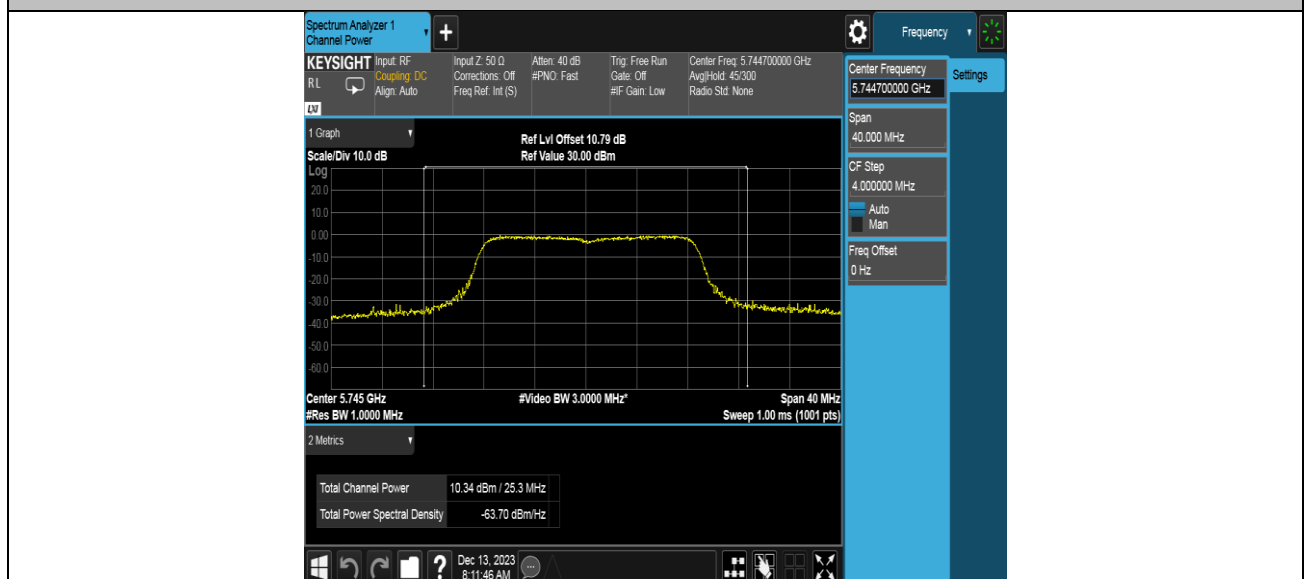 Spectrum Analyzer 1
Channel Power
+
Frequency
KEYSIGHT
RL
LXI
Input: RF
Coupling: DC
Align: Auto
Input Z: 50 Ω
Corrections: Off
Freq Ref: Int (S)
Atten: 40 dB
#PNO: Fast
Trig: Free Run
Gate: Off
#IF Gain: Low
Center Freq: 5.744700000 GHz
Avg|Hold: 45/300
Radio Std: None
Center Frequency
5.744700000 GHz
Settings
Span
40.000 MHz
CF Step
4.000000 MHz
Auto
Man
Freq Offset
0 Hz
1 Graph
Scale/Div 10.0 dB
Ref Lvl Offset 10.79 dB
Ref Value 30.00 dBm
Log
20.0
10.0
0.00
-10.0
-20.0
-30.0
-40.0
-50.0
-60.0
Center 5.745 GHz
#Res BW 1.0000 MHz
#Video BW 3.0000 MHz*
Span 40 MHz
Sweep 1.00 ms (1001 pts)
2 Metrics
Total Channel Power 10.34 dBm / 25.3 MHz
Total Power Spectral Density -63.70 dBm/Hz
?
Dec 13, 2023
8:11:46 AM